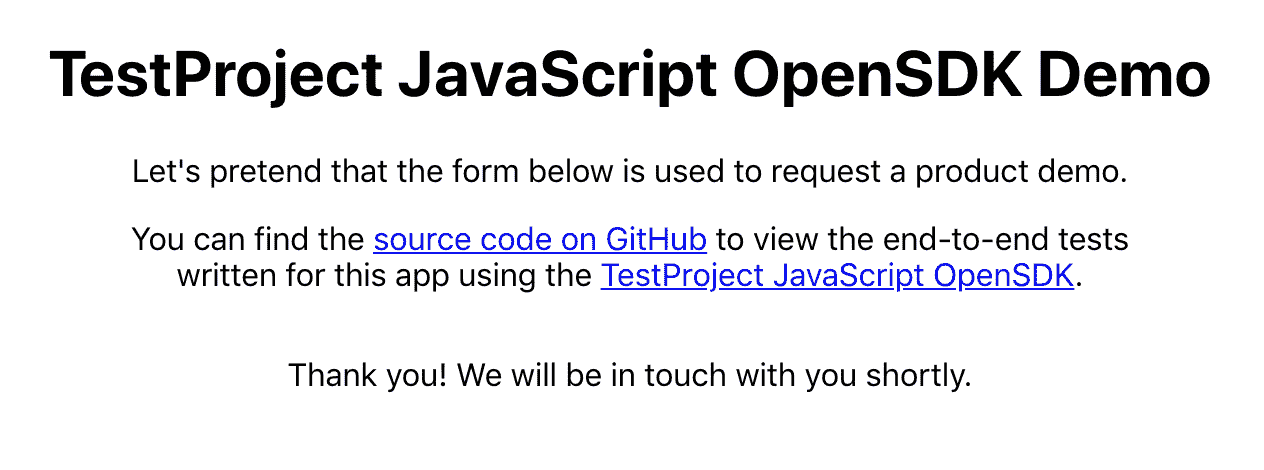 TestProject JavaScript OpenSDK Demo
Let's pretend that the form below is used to request a product demo.
You can find the source code on GitHub to view the end-to-end tests
written for this app using the TestProject JavaScript OpenSDK.
Thank you! We will be in touch with you shortly.